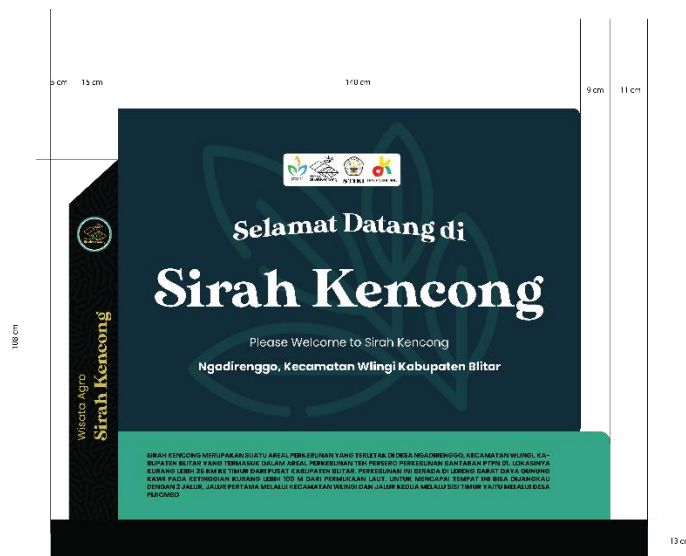 5 cm 15 cm 140 cm 9 cm 11 cm
STIKI
Selamat Datang di
Sirah Kencong
Please Welcome to Sirah Kencong
Ngadirenggo, Kecamatan Wlingi Kabupaten Blitar
108 cm
Wisata Agro
Sirah Kencong
SIRAH KENCONG MERUPAKAN SUATU AREAL PERKEBUNAN YANG TERLETAK DI DESA NGADIRENGGO, KECAMATAN WLINGI, KA-
BUPATEN BLITAR YANG TERMASUK DALAM AREAL PERKEBUNAN TEH PERSERO PERKEBUNAN BANTARAN PTPN 01. LOKASINYA
KURANG LEBIH 35 KM KE TIMUR DARI PUSAT KABUPATEN BLITAR. PERKEBUNAN INI BERADA DI LERENG BARAT DAYA GUNUNG
KAWI PADA KETINGGIAN KURANG LEBIH 100 M DARI PERMUKAAN LAUT. UNTUK MENCAPAI TEMPAT INI BISA DIJANGKAU
DENGAN 2 JALUR, JALUR PERTAMA MELALUI KECAMATAN WLINGI DAN JALUR KEDUA MELALUI SISI TIMUR YAITU MELALUI DESA
PIJIOMBO
13 cm